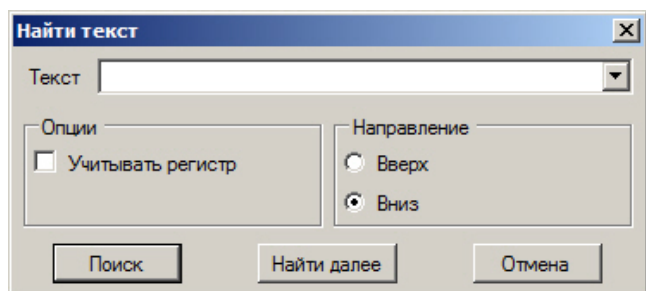 Найти текст
Текст
Опции
Направление
Учитывать регистр
Вверх
Вниз
Поиск
Найти далее
Отмена